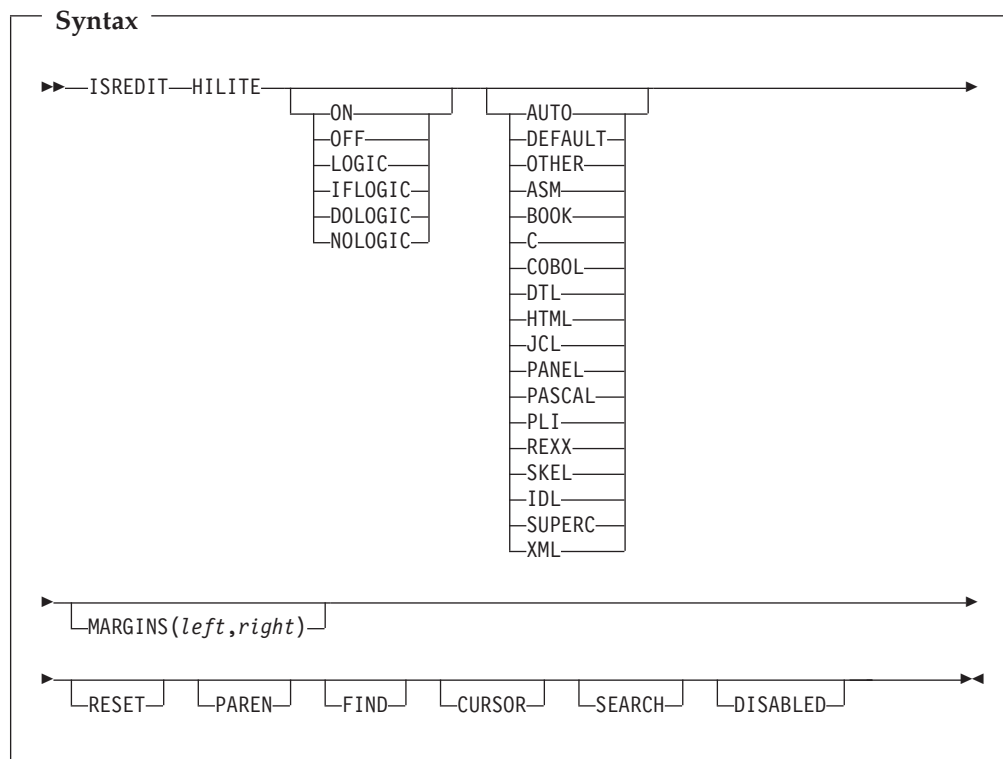 Syntax
ISREDIT HILITE
ON
OFF
LOGIC
IFLOGIC
DOLOGIC
NOLOGIC
AUTO
DEFAULT
OTHER
ASM
BOOK
C
COBOL
DTL
HTML
JCL
PANEL
PASCAL
PLI
REXX
SKEL
IDL
SUPERC
XML
MARGINS(left,right)
RESET PAREN FIND CURSOR SEARCH DISABLED